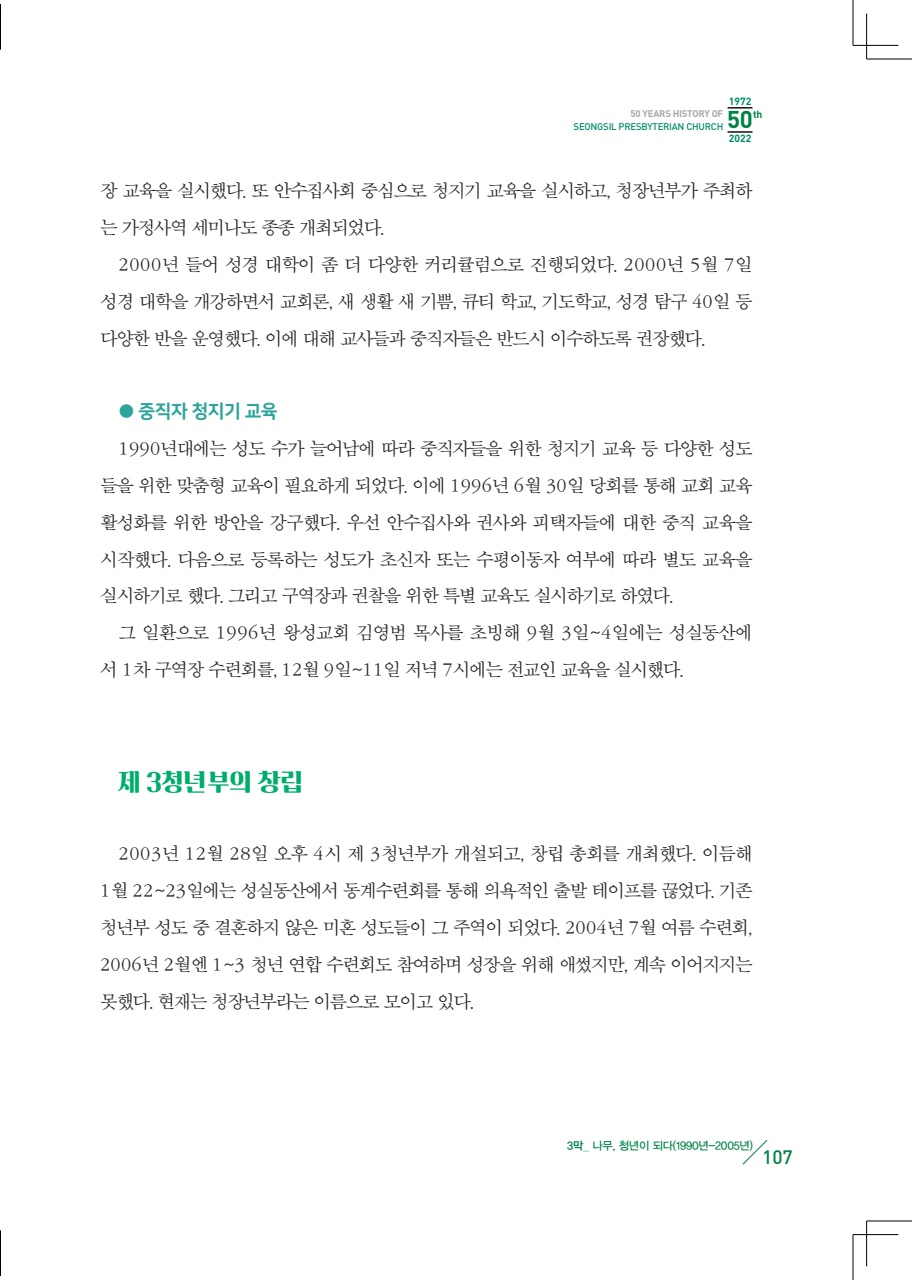 50 YEARS HISTORY OF
SEONGSIL PRESBYTERIAN CHURCH
1972
50th
2022
장 교육을 실시했다. 또 안수집사회 중심으로 청지기 교육을 실시하고, 청장년부가 주최하
는 가정사역 세미나도 종종 개최되었다.
2000년 들어 성경 대학이 좀 더 다양한 커리큘럼으로 진행되었다. 2000년 5월 7일
성경 대학을 개강하면서 교회론, 새 생활 새 기쁨, 큐티 학교, 기도학교, 성경 탐구 40일 등
다양한 반을 운영했다. 이에 대해 교사들과 중직자들은 반드시 이수하도록 권장했다.
● 중직자 청지기 교육
1990년대에는 성도 수가 늘어남에 따라 중직자들을 위한 청지기 교육 등 다양한 성도
들을 위한 맞춤형 교육이 필요하게 되었다. 이에 1996년 6월 30일 당회를 통해 교회 교육
활성화를 위한 방안을 강구했다. 우선 안수집사와 권사와 피택자들에 대한 중직 교육을
시작했다. 다음으로 등록하는 성도가 초신자 또는 수평이동자 여부에 따라 별도 교육을
실시하기로 했다. 그리고 구역장과 권찰을 위한 특별 교육도 실시하기로 하였다.
그 일환으로 1996년 왕성교회 김영범 목사를 초빙해 9월 3일~4일에는 성실동산에
서 1차 구역장 수련회를, 12월 9일~11일 저녁 7시에는 전교인 교육을 실시했다.
제 3청년부의 창립
2003년 12월 28일 오후 4시 제 3청년부가 개설되고, 창립 총회를 개최했다. 이듬해
1월 22~23일에는 성실동산에서 동계수련회를 통해 의욕적인 출발 테이프를 끊었다. 기존
청년부 성도 중 결혼하지 않은 미혼 성도들이 그 주역이 되었다. 2004년 7월 여름 수련회,
2006년 2월엔 1~3 청년 연합 수련회도 참여하며 성장을 위해 애썼지만, 계속 이어지지는
못했다. 현재는 청장년부라는 이름으로 모이고 있다.
3막_ 나무, 청년이 되다(1990년-2005년)
107